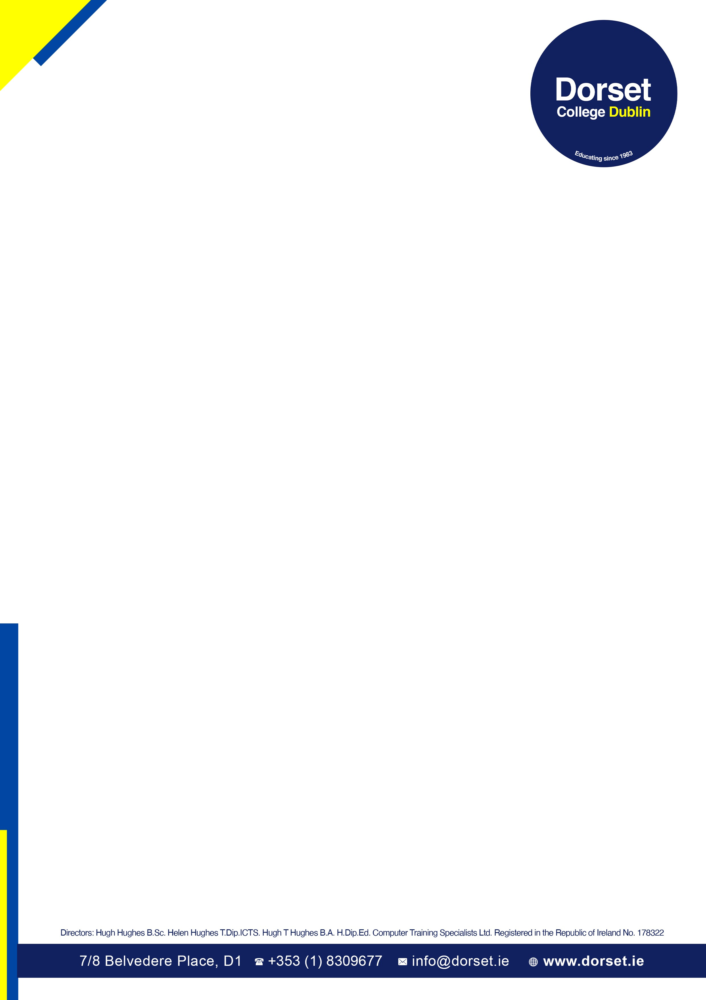 Dorset
College Dublin
Educating since 1983
Directors: Hugh Hughes B.Sc. Helen Hughes T.Dip.ICTS. Hugh T Hughes B.A. H.Dip.Ed. Computer Training Specialists Ltd. Registered in the Republic of Ireland No. 178322
7/8 Belvedere Place, D1 +353 (1) 8309677 info@dorset.ie www.dorset.ie